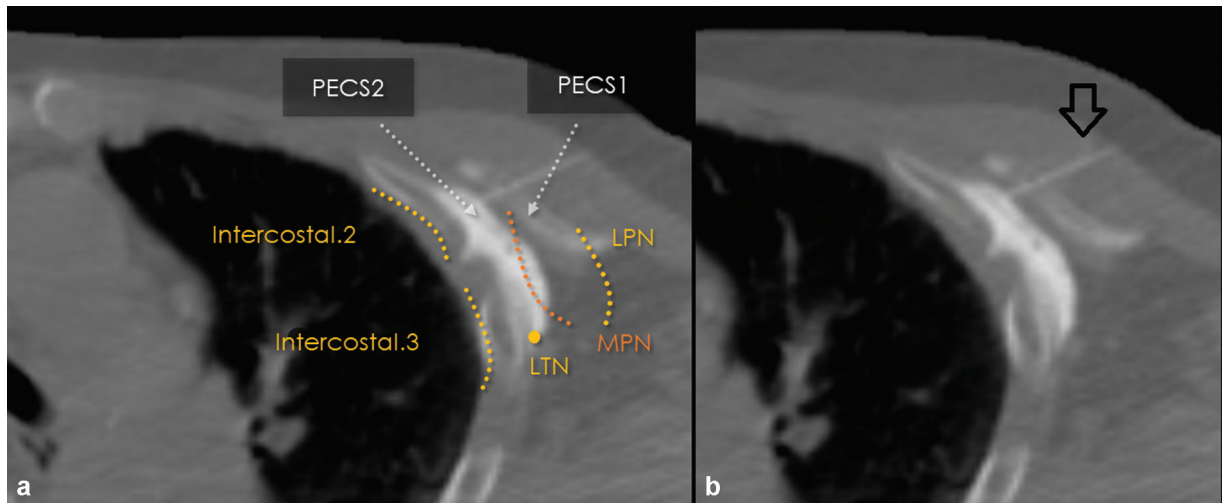 PECS2
PECS1
Intercostal.2
LPN
Intercostal.3
MPN
LTN
a
b